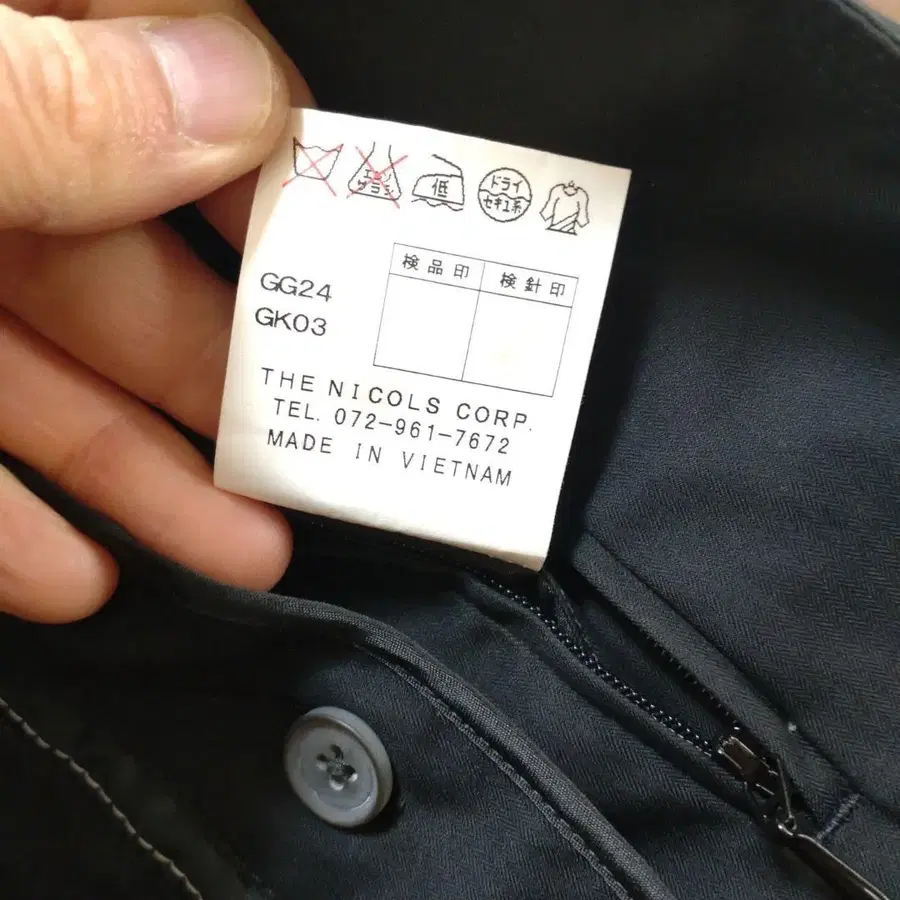 エンソ
サラシ
低
ドライ
セキユ系
検品印 検針印
GG24
GK03
THE NICOLS CORP.
TEL. 072-961-7672
MADE IN VIETNAM